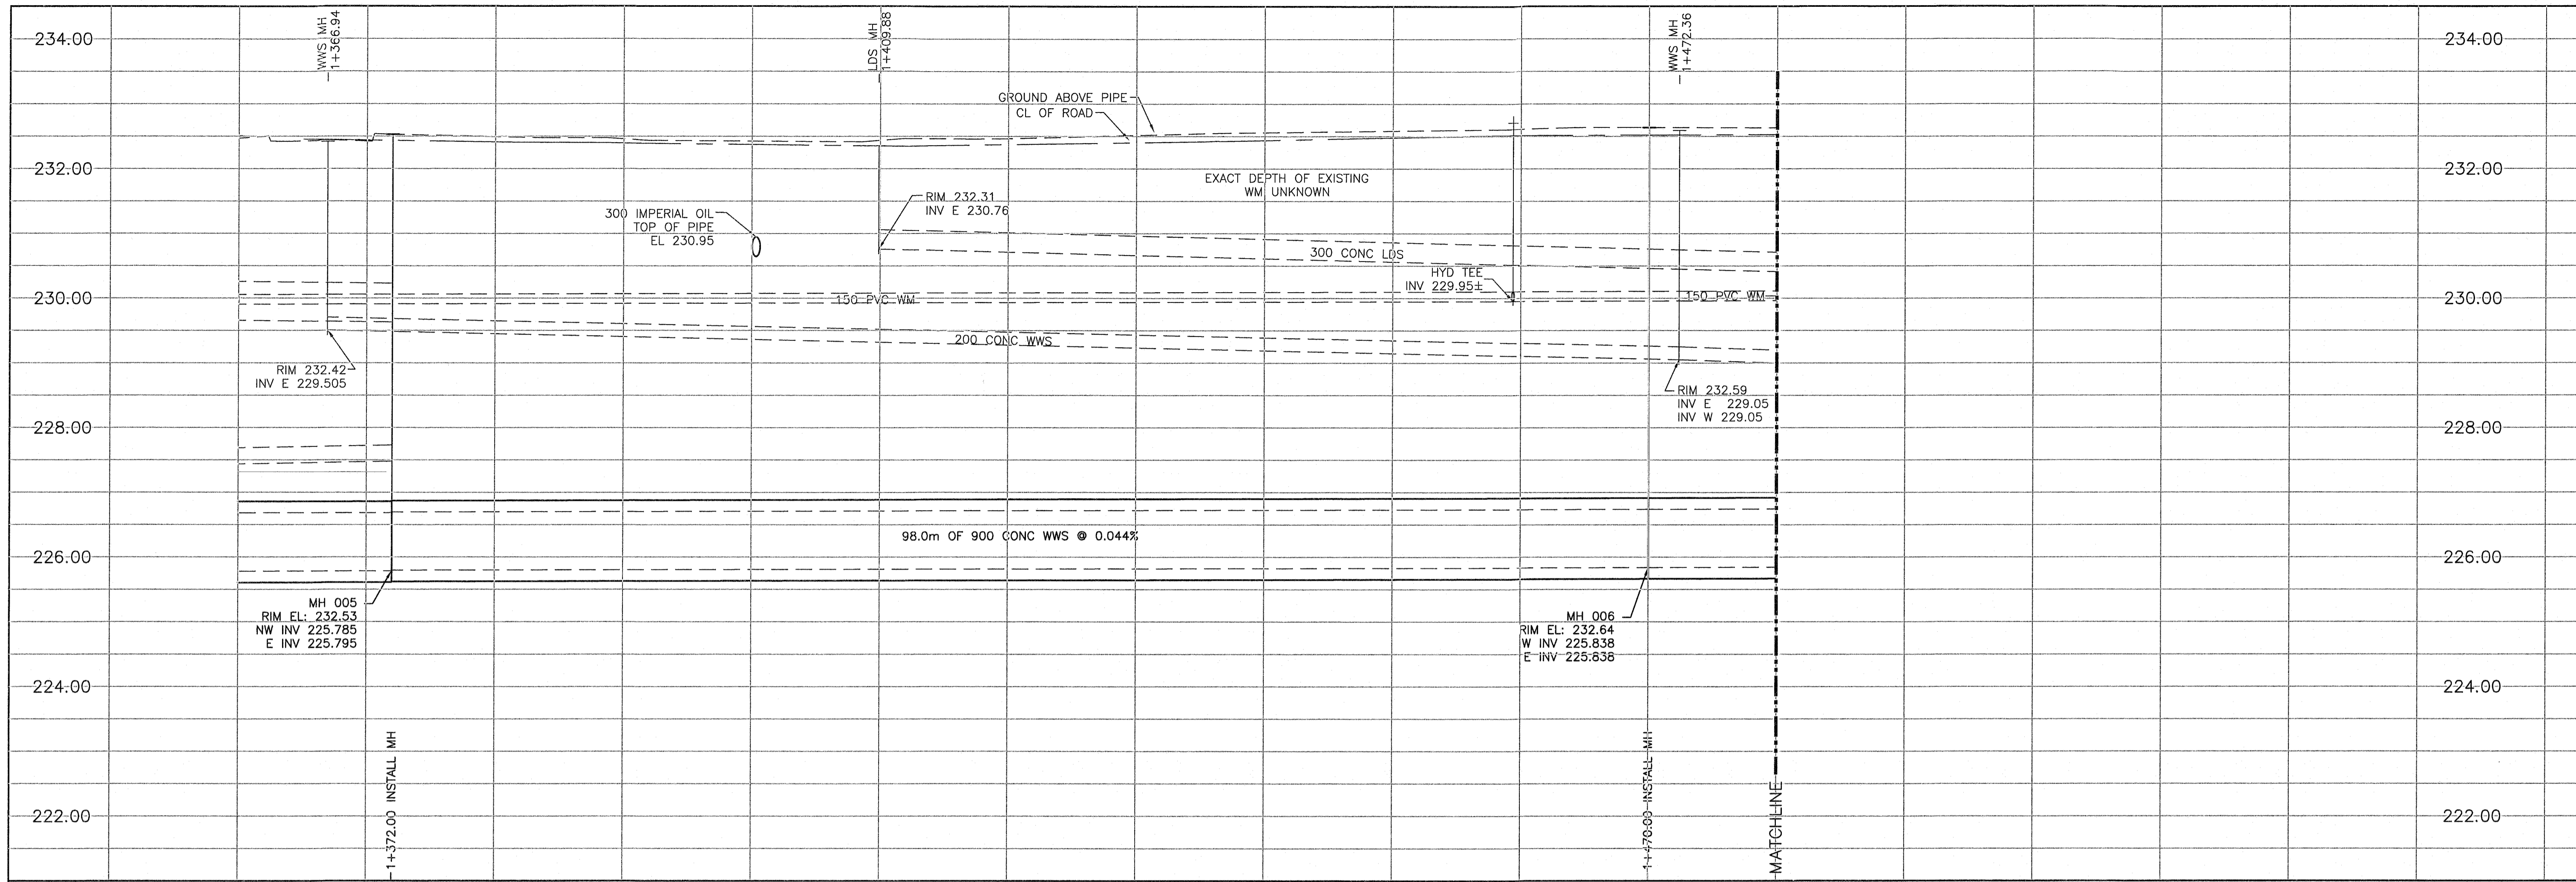 WWS MH
1+366.94
LDS MH
1+409.88
WWS MH
1+472.36
234.00
234.00
GROUND ABOVE PIPE
CL OF ROAD
232.00
232.00
EXACT DEPTH OF EXISTING
WM UNKNOWN
RIM 232.31
INV E 230.76
300 IMPERIAL OIL
TOP OF PIPE
EL 230.95
300 CONC LDS
HYD TEE
INV 229.95±
230.00
150 PVC WM
150 PVC WM
230.00
200 CONC WWS
RIM 232.42
INV E 229.505
RIM 232.59
INV E 229.05
INV W 229.05
228.00
228.00
98.0m OF 900 CONC WWS @ 0.044%
226.00
226.00
MH 005
RIM EL: 232.53
NW INV 225.785
E INV 225.795
MH 006
RIM EL: 232.64
W INV 225.838
E INV 225.838
224.00
224.00
1+372.00 INSTALL MH
1+470.00 INSTALL MH
MATCHLINE
222.00
222.00